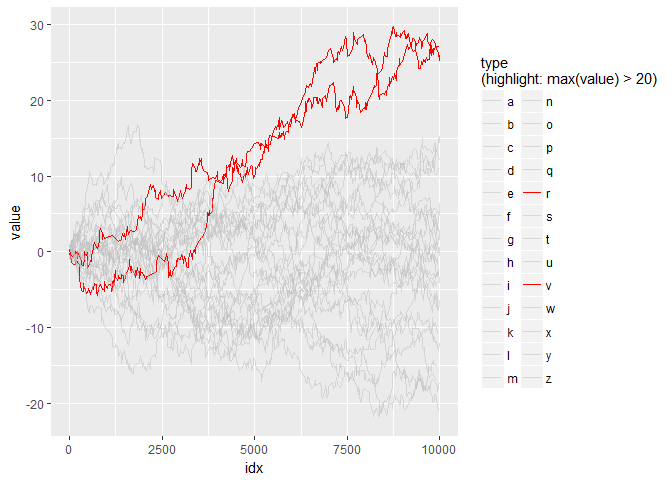 30
20
10
0
-10
-20
value
0
2500
5000
7500
10000
idx
type
(highlight: max(value) > 20)
a
n
b
o
c
p
d
q
e
r
f
s
g
t
h
u
i
v
j
w
k
x
l
y
m
z